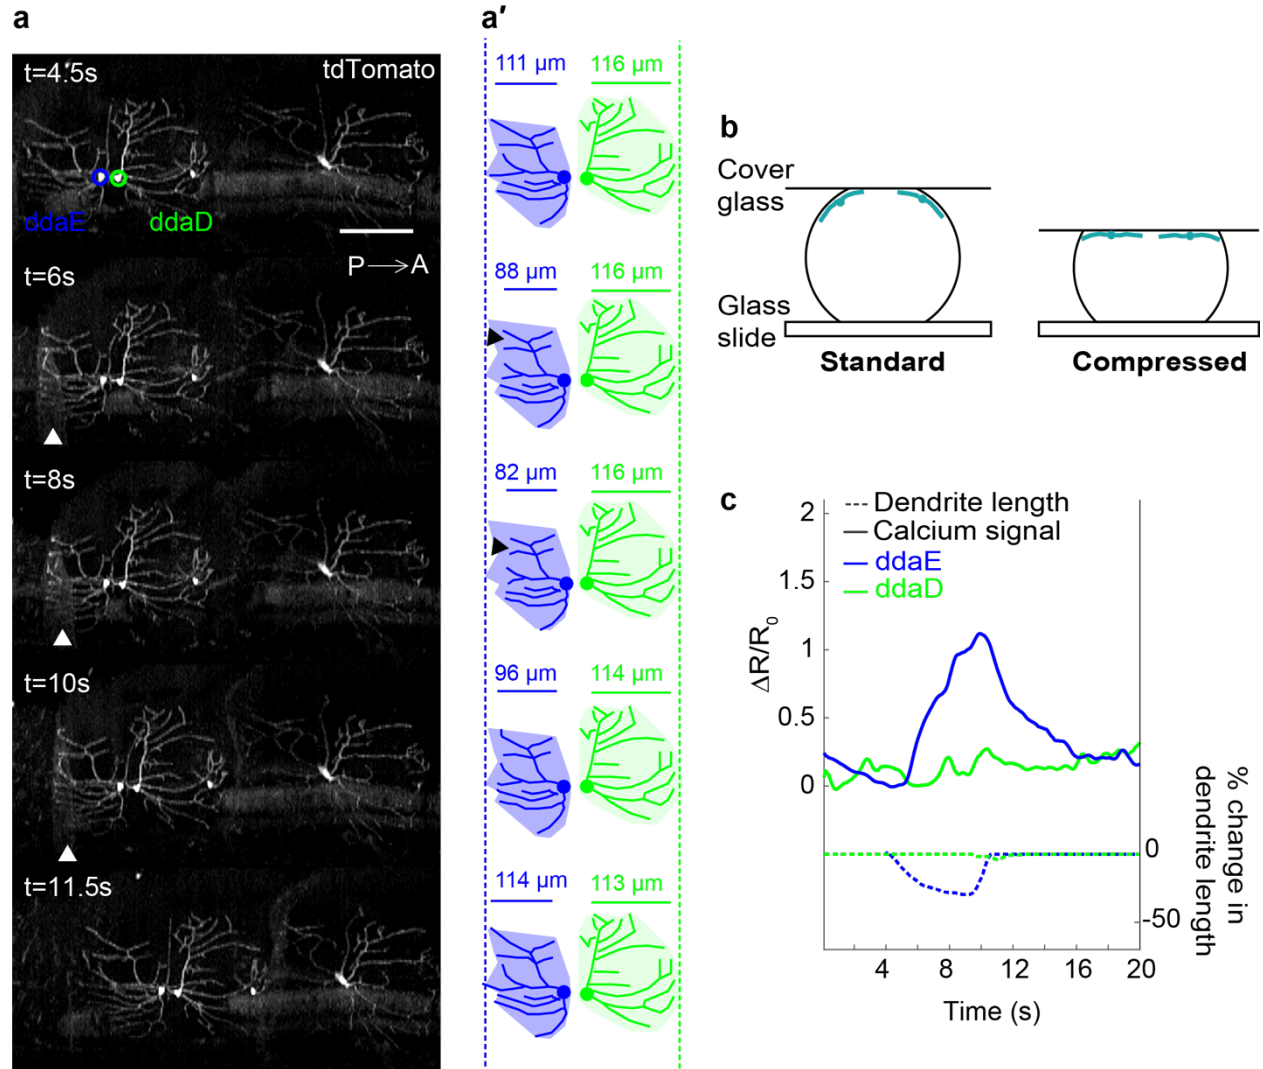 a
t=4.5s
tdTomato
ddaE
ddaD
P → A
t=6s
t=8s
t=10s
t=11.5s
a′
111 µm
116 µm
88 µm
116 µm
82 µm
116 µm
96 µm
114 µm
114 µm
113 µm
b
Cover
glass
Glass
slide
Standard
Compressed
c
Dendrite length
Calcium signal
ddaE
ddaD
2
1.5
1
0.5
0
ΔR/R0
0
-50
% change in
dendrite length
4 8 12 16 20
Time (s)